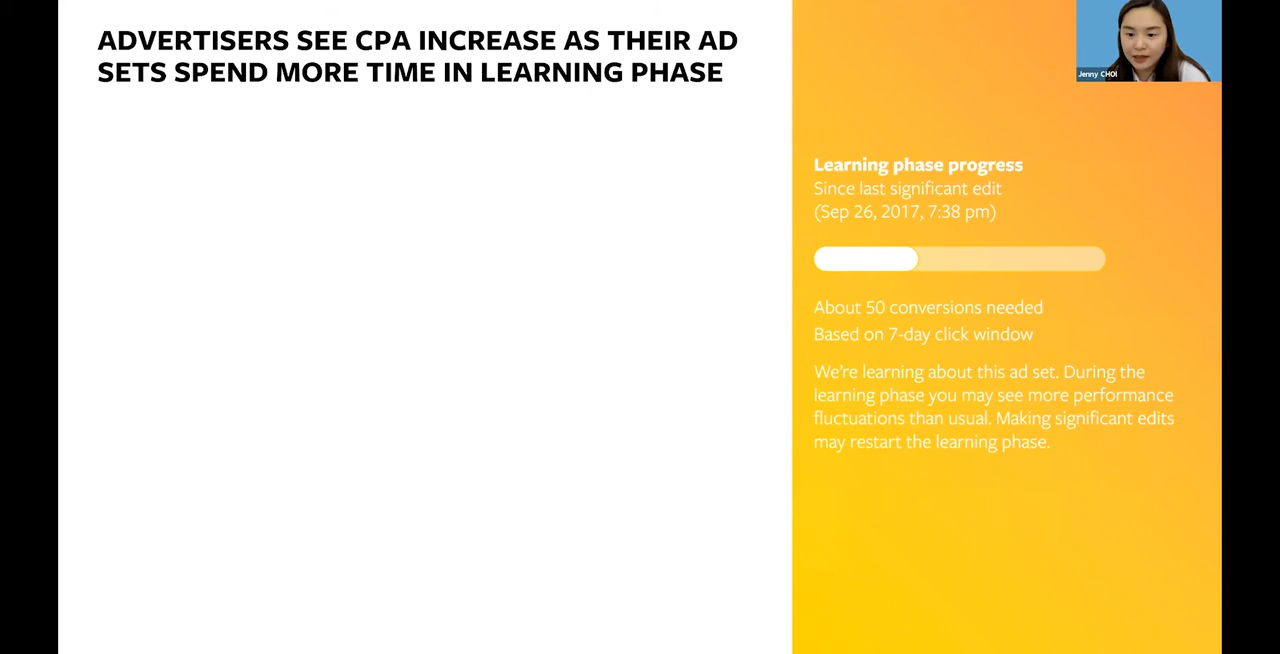 ADVERTISERS SEE CPA INCREASE AS THEIR AD
SETS SPEND MORE TIME IN LEARNING PHASE
Jenny CHOI
Learning phase progress
Since last significant edit
(Sep 26, 2017, 7:38 pm)
About 50 conversions needed
Based on 7-day click window
We're learning about this ad set. During the
learning phase you may see more performance
fluctuations than usual. Making significant edits
may restart the learning phase.